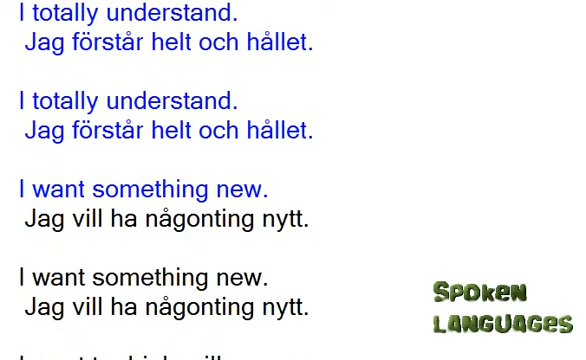 I totally understand.
Jag förstår helt och hållet.
I totally understand.
Jag förstår helt och hållet.
I want something new.
Jag vill ha någonting nytt.
I want something new.
Jag vill ha någonting nytt.
Spoken
Languages